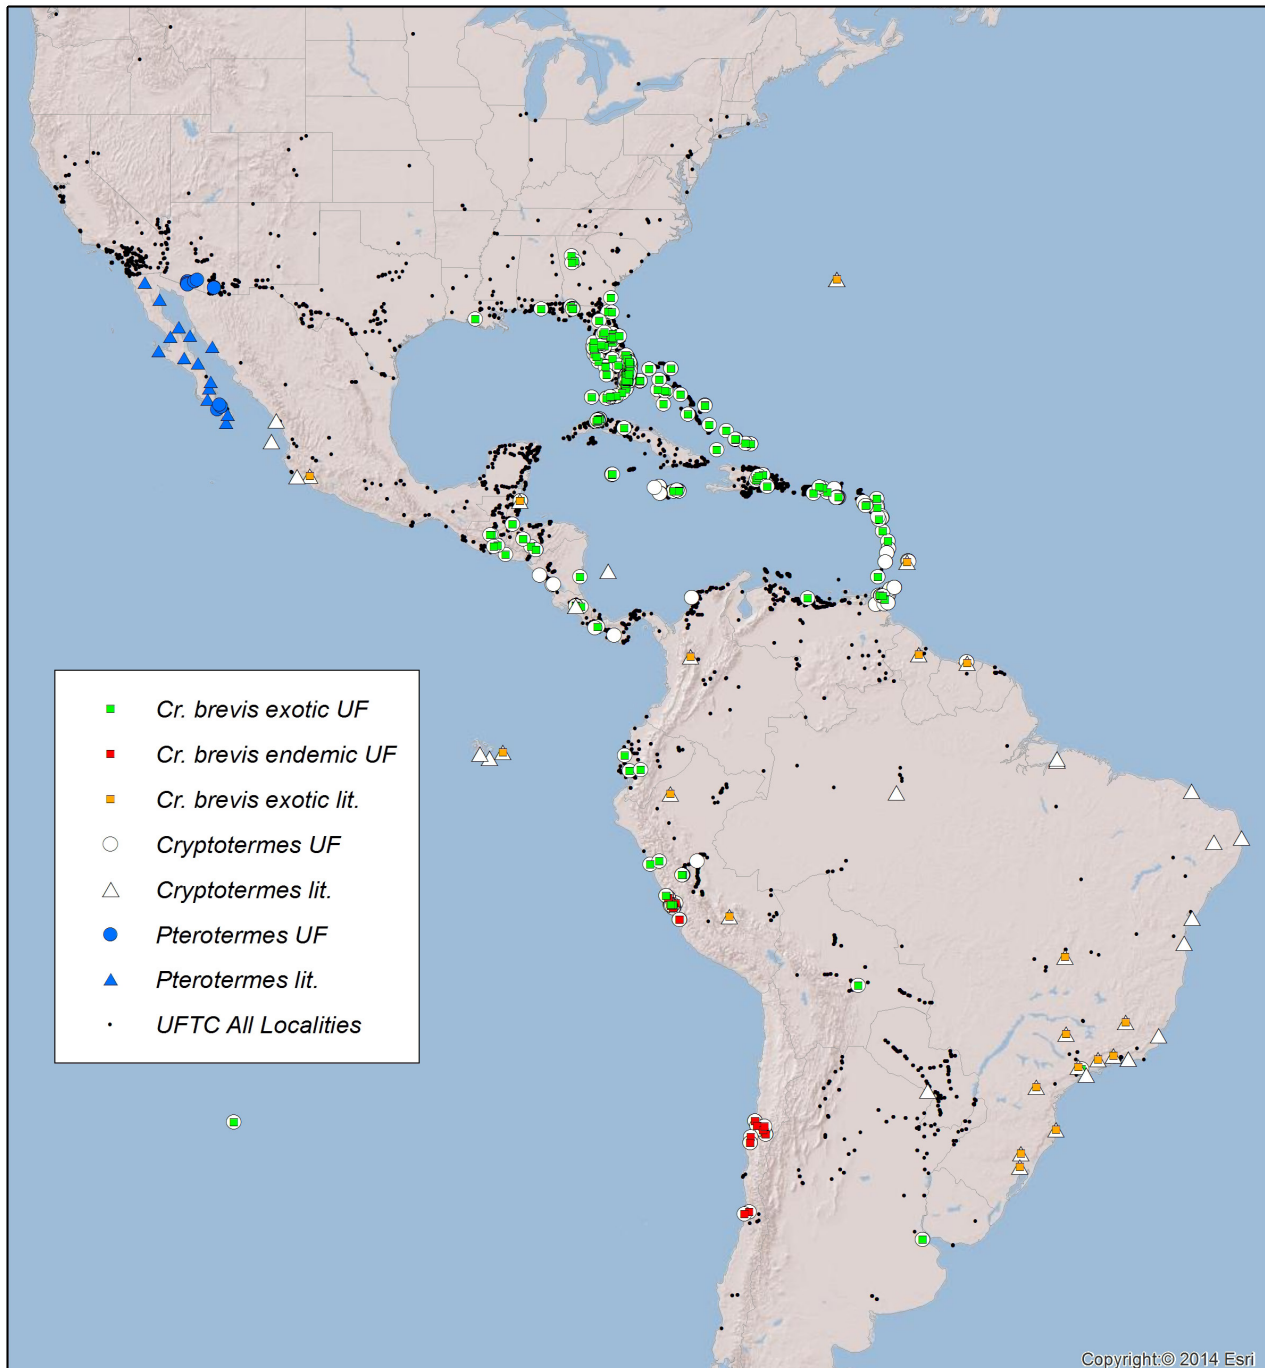 Cr. brevis exotic UF
Cr. brevis endemic UF
Cr. brevis exotic lit.
Cryptotermes UF
Cryptotermes lit.
Pterotermes UF
Pterotermes lit.
UFTC All Localities
Copyright:© 2014 Esri